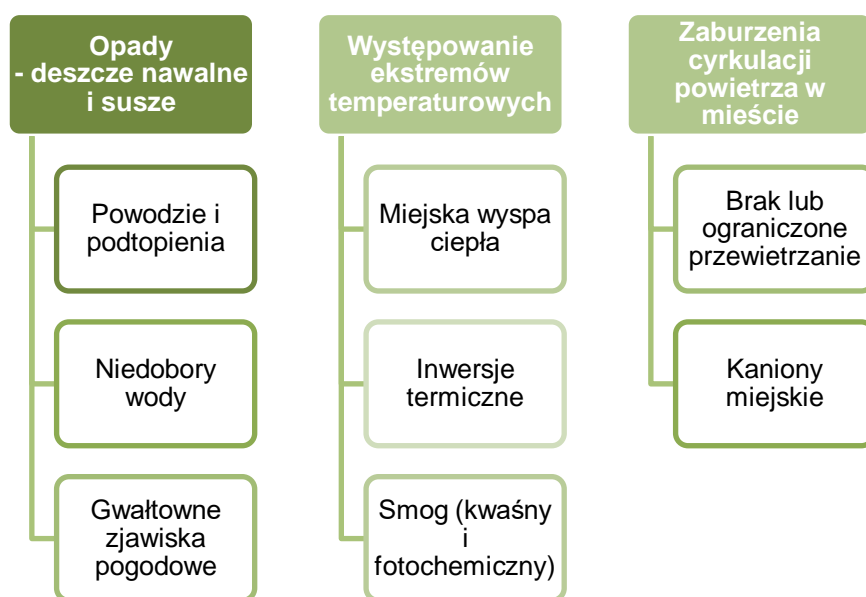 Opady
- deszcze nawalne
i susze
Powodzie i
podtopienia
Niedobory
wody
Gwałtowne
zjawiska
pogodowe
Występowanie
ekstremów
temperaturowych
Miejska wyspa
ciepła
Inwersje
termiczne
Smog (kwaśny
i
fotochemiczny)
Zaburzenia
cyrkulacji
powietrza w
mieście
Brak lub
ograniczone
przewietrzanie
Kaniony
miejskie